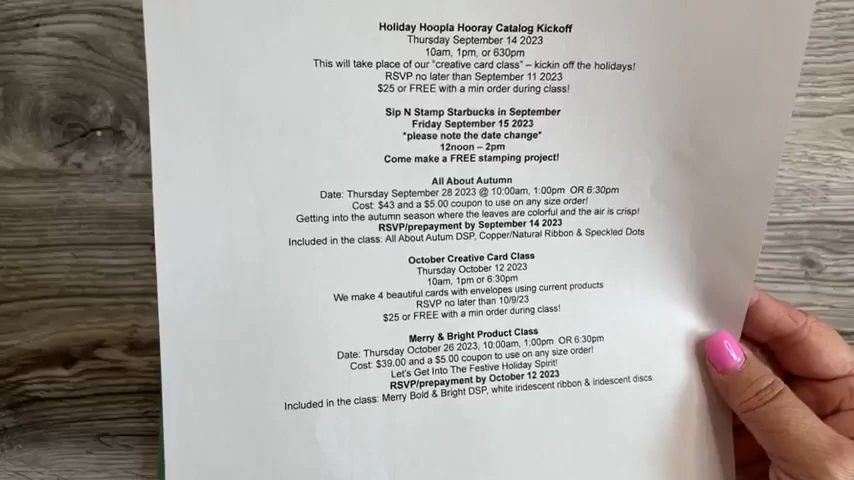 Holiday Hoopla Hooray Catalog Kickoff
Thursday September 14 2023
10am, 1pm, or 630pm
This will take place of our "creative card class" – kickin off the holidays!
RSVP no later than September 11 2023
$25 or FREE with a min order during class!
Sip N Stamp Starbucks in September
Friday September 15 2023
*please note the date change*
12noon – 2pm
Come make a FREE stamping project!
All About Autumn
Date: Thursday September 28 2023 @ 10:00am, 1:00pm OR 6:30pm
Cost: $43 and a $5.00 coupon to use on any size order!
Getting into the autumn season where the leaves are colorful and the air is crisp!
RSVP/prepayment by September 14 2023
Included in the class: All About Autum DSP, Copper/Natural Ribbon & Speckled Dots
October Creative Card Class
Thursday October 12 2023
10am, 1pm or 6:30pm
We make 4 beautiful cards with envelopes using current products
RSVP no later than 10/9/23
$25 or FREE with a min order during class!
Merry & Bright Product Class
Date: Thursday October 26 2023, 10:00am, 1:00pm OR 6:30pm
Cost: $39.00 and a $5.00 coupon to use on any size order!
Let's Get Into The Festive Holiday Spirit!
RSVP/prepayment by October 12 2023
Included in the class: Merry Bold & Bright DSP, white iridescent ribbon & iridescent discs